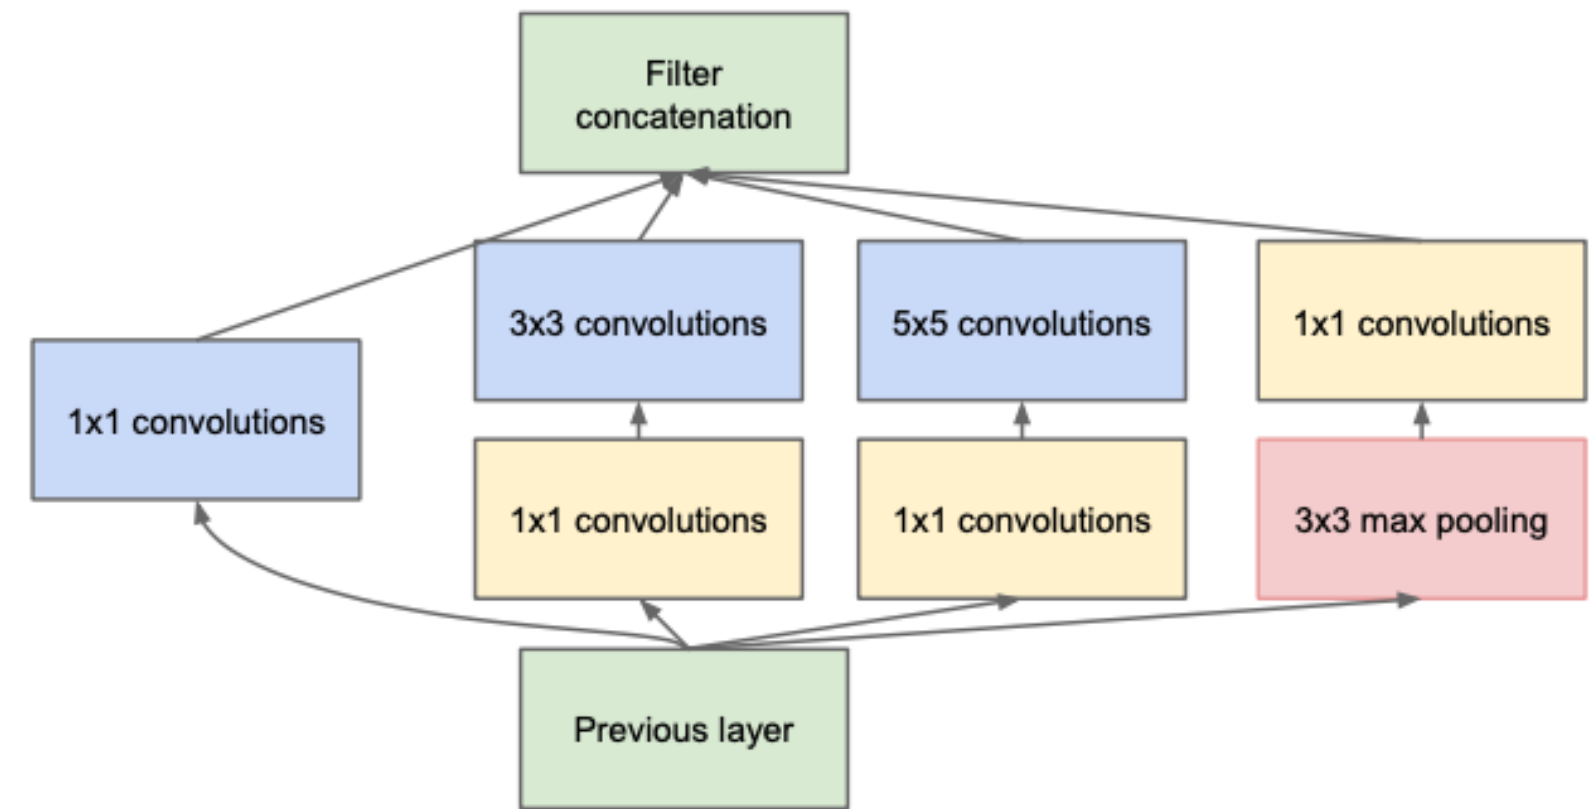 Filter
concatenation
3x3 convolutions
5x5 convolutions
1x1 convolutions
1x1 convolutions
1x1 convolutions
1x1 convolutions
3x3 max pooling
Previous layer